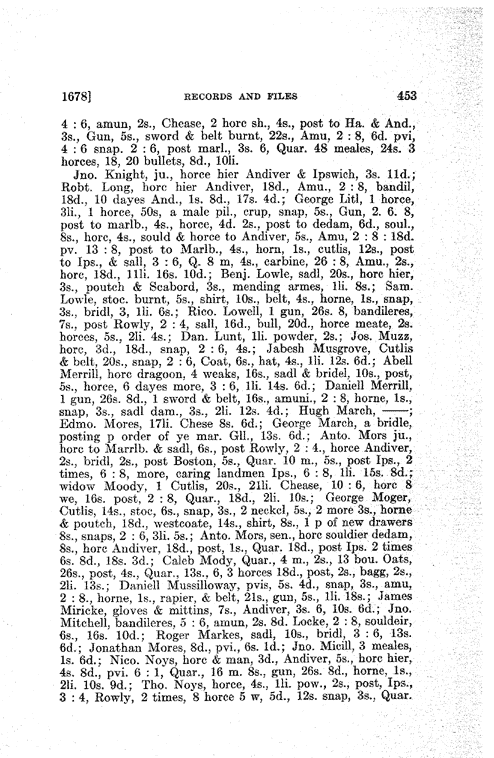 1678] RECORDS AND FILES 453
4 : 6, amun, 2s., Chease, 2 horc sh., 4s., post to Ha. & And.,
3s., Gun, 5s., sword & belt burnt, 22s., Amu, 2 : 8, 6d. pvi,
4 : 6 snap. 2 : 6, post marl., 3s. 6, Quar. 48 meales, 24s. 3
horces, 18, 20 bullets, 8d., 10li.
Jno. Knight, ju., horce hier Andiver & Ipswich, 3s. 11d.;
Robt. Long, horc hier Andiver, 18d., Amu., 2 : 8, bandil,
18d., 10 dayes And., 1s. 8d., 17s. 4d.; George Litl, 1 horce,
3li., 1 horce, 50s, a male pil., crup, snap, 5s., Gun, 2. 6. 8,
post to marlb., 4s., horce, 4d. 2s., post to dedam, 6d., soul.,
8s., horc, 4s., sould & horce to Andiver, 5s., Amu, 2 : 8 : 18d.
pv. 13 : 8, post to Marlb., 4s., horn, 1s., cutlis, 12s., post
to Ips., & sall, 3 : 6, Q. 8 m, 4s., carbine, 26 : 8, Amu., 2s.,
horc, 18d., 11li. 16s. 10d.; Benj. Lowle, sadl, 20s., horc hier,
3s., poutch & Scabord, 3s., mending armes, 1li. 8s.; Sam.
Lowle, stoc. burnt, 5s., shirt, 10s., belt, 4s., horne, 1s., snap,
3s., bridl, 3, 1li. 6s.; Rico. Lowell, 1 gun, 26s. 8, bandileres,
7s., post Rowly, 2 : 4, sall, 16d., bull, 20d., horce meate, 2s.
horces, 5s., 2li. 4s.; Dan. Lunt, 1li. powder, 2s.; Jos. Muzz,
horc, 3d., 18d., snap, 2 : 6, 4s.; Jabesh Musgrove, Cutlis
& belt, 20s., snap, 2 : 6, Coat, 6s., hat, 4s., 1li. 12s. 6d.; Abell
Merrill, horc dragoon, 4 weaks, 16s., sadl & bridel, 10s., post,
5s., horce, 6 dayes more, 3 : 6, 1li. 14s. 6d.; Daniell Merrill,
1 gun, 26s. 8d., 1 sword & belt, 16s., amuni., 2 : 8, horne, 1s.,
snap, 3s., sadl dam., 3s., 2li. 12s. 4d.; Hugh March, ——;
Edmo. Mores, 17li. Chese 8s. 6d.; George March, a bridle,
posting p order of ye mar. Gll., 13s. 6d.; Anto. Mors ju.,
horc to Marrlb. & sadl, 6s., post Rowly, 2 : 4., horce Andiver,
2s., bridl, 2s., post Boston, 5s., Quar. 10 m., 5s., post Ips., 2
times, 6 : 8, more, caring landmen Ips., 6 : 8, 1li. 15s. 8d.;
widow Moody, 1 Cutlis, 20s., 21li. Chease, 10 : 6, horc 8
we, 16s. post, 2 : 8, Quar., 18d., 2li. 10s.; George Moger,
Cutlis, 14s., stoc, 6s., snap, 3s., 2 neckcl, 5s., 2 more 3s., horne
& poutch, 18d., westcoate, 14s., shirt, 8s., 1 p of new drawers
8s., snaps, 2 : 6, 3li. 5s.; Anto. Mors, sen., horc souldier dedam,
8s., horc Andiver, 18d., post, 1s., Quar. 18d., post Ips. 2 times
6s. 8d., 18s. 3d.; Caleb Mody, Quar., 4 m., 2s., 13 bou. Oats,
26s., post, 4s., Quar., 13s., 6, 3 horces 18d., post, 2s., bagg, 2s.,
2li. 13s.; Daniell Mussilloway, pvis, 5s. 4d., snap, 3s., amu,
2 : 8., horne, 1s., rapier, & belt, 21s., gun, 5s., 1li. 18s.; James
Miricke, gloves & mittins, 7s., Andiver, 3s. 6, 10s. 6d.; Jno.
Mitchell, bandileres, 5 : 6, amun, 2s. 8d. Locke, 2 : 8, souldeir,
6s., 16s. 10d.; Roger Markes, sadl, 10s., bridl, 3 : 6, 13s.
6d.; Jonathan Mores, 8d., pvi., 6s. 1d.; Jno. Micill, 3 meales,
1s. 6d.; Nico. Noys, horc & man, 3d., Andiver, 5s., horc hier,
4s. 8d., pvi. 6 : 1, Quar., 16 m. 8s., gun, 26s. 8d., horne, 1s.,
2li. 10s. 9d.; Tho. Noys, horce, 4s., 1li. pow., 2s., post, Ips.,
3 : 4, Rowly, 2 times, 8 horce 5 w, 5d., 12s. snap, 3s., Quar.